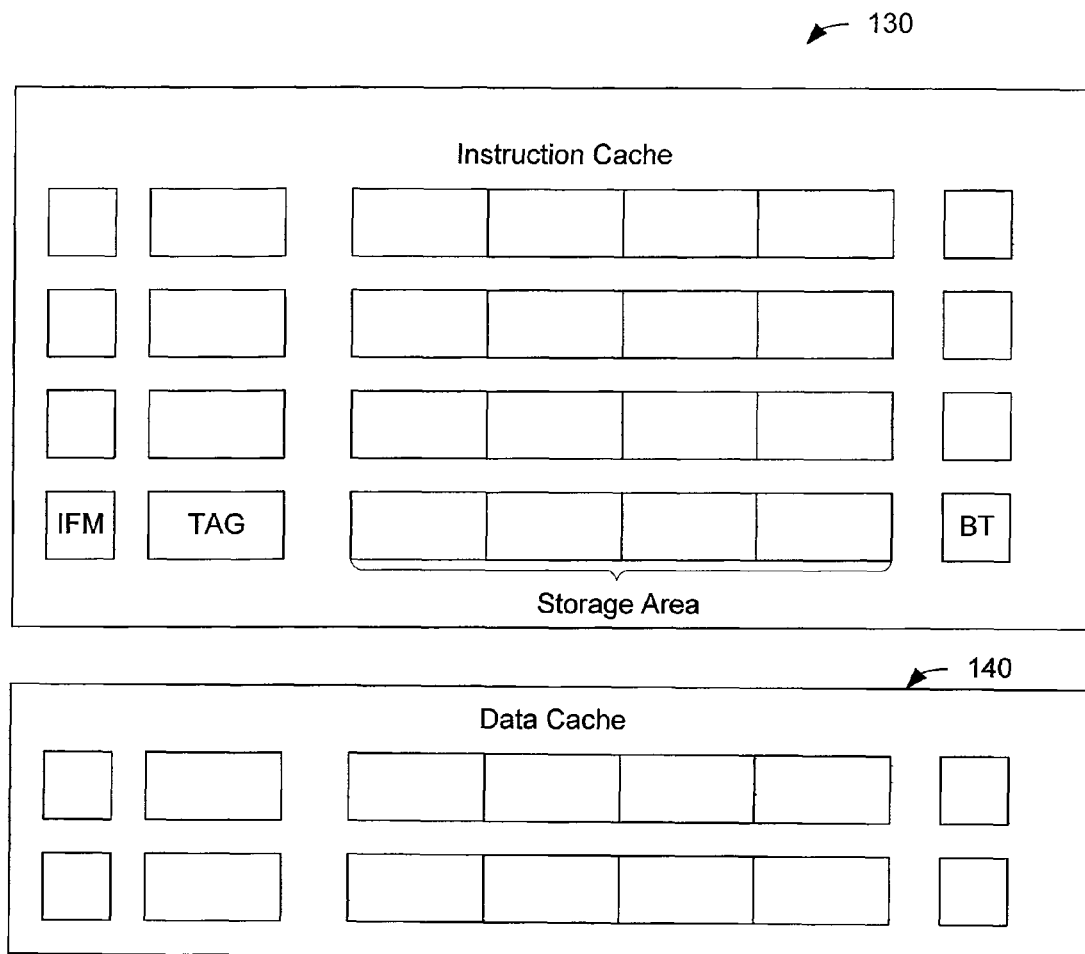 130
Instruction Cache
IFM
TAG
BT
Storage Area
140
Data Cache